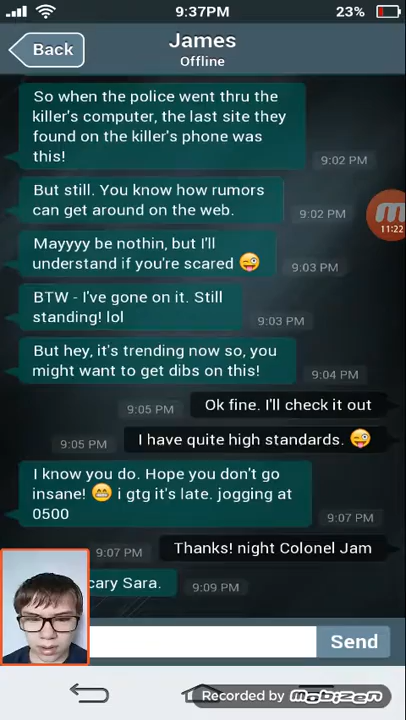 9:37PM
23%
Back
James
Offline
So when the police went thru the
killer's computer, the last site they
found on the killer's phone was
this!
9:02 PM
But still. You know how rumors
can get around on the web.
9:02 PM
11:22
Mayyyy be nothin, but I'll
understand if you're scared 😜
9:03 PM
BTW - I've gone on it. Still
standing! lol
9:03 PM
But hey, it's trending now so, you
might want to get dibs on this!
9:04 PM
9:05 PM
Ok fine. I'll check it out
9:05 PM
I have quite high standards. 😜
I know you do. Hope you don't go
insane! 😁 i gtg it's late. jogging at
0500
9:07 PM
9:07 PM
Thanks! night Colonel Jam
cary Sara.
9:09 PM
Send
Recorded by mobizen